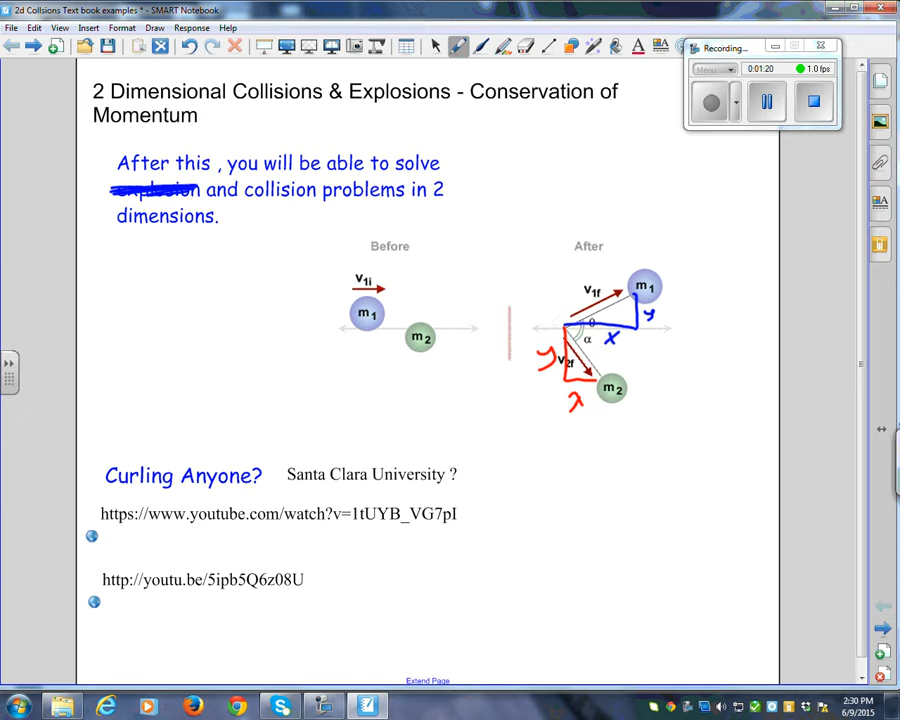 2d Collsions Text book examples * - SMART Notebook
File Edit View Insert Format Draw Response Help
Recording...
Menu 0:01:20 1.0 fps
2 Dimensional Collisions & Explosions - Conservation of
Momentum
After this , you will be able to solve
explosion and collision problems in 2
dimensions.
Before After
v1i
m1
m2
v1f
m1
θ
y
x
α
y
v2f
m2
x
Curling Anyone? Santa Clara University ?
https://www.youtube.com/watch?v=1tUYB_VG7pI
http://youtu.be/5ipb5Q6z08U
Extend Page
2:30 PM
6/9/2015